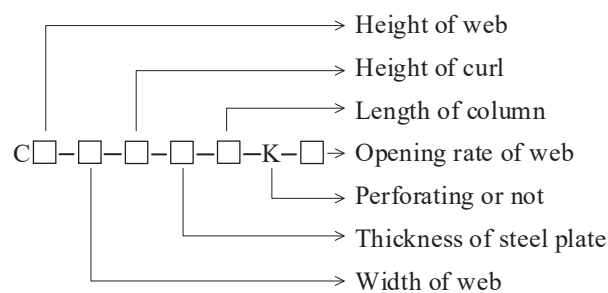 Height of web
Height of curl
Length of column
C□–□–□–□–□–K–□ Opening rate of web
Perforating or not
Thickness of steel plate
Width of web